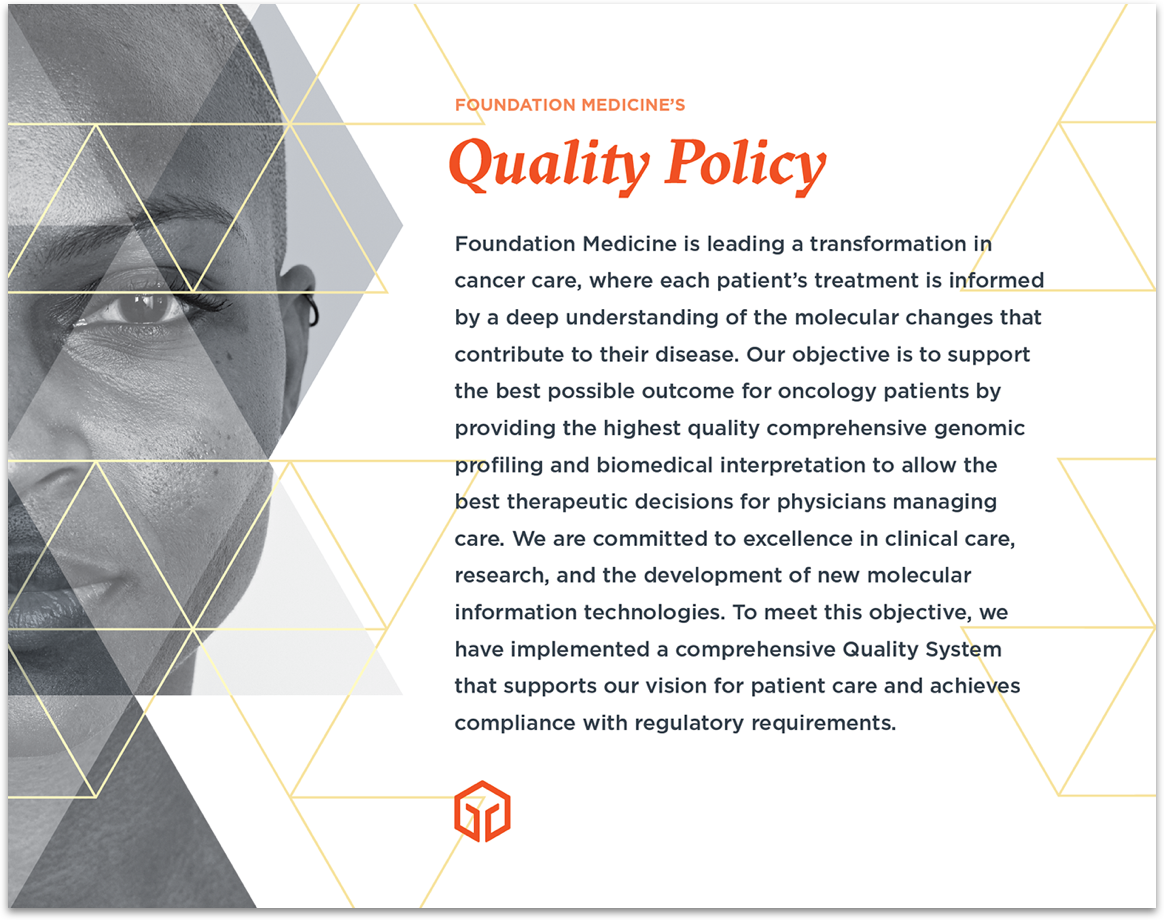 FOUNDATION MEDICINE’S
Quality Policy
Foundation Medicine is leading a transformation in
cancer care, where each patient’s treatment is informed
by a deep understanding of the molecular changes that
contribute to their disease. Our objective is to support
the best possible outcome for oncology patients by
providing the highest quality comprehensive genomic
profiling and biomedical interpretation to allow the
best therapeutic decisions for physicians managing
care. We are committed to excellence in clinical care,
research, and the development of new molecular
information technologies. To meet this objective, we
have implemented a comprehensive Quality System
that supports our vision for patient care and achieves
compliance with regulatory requirements.